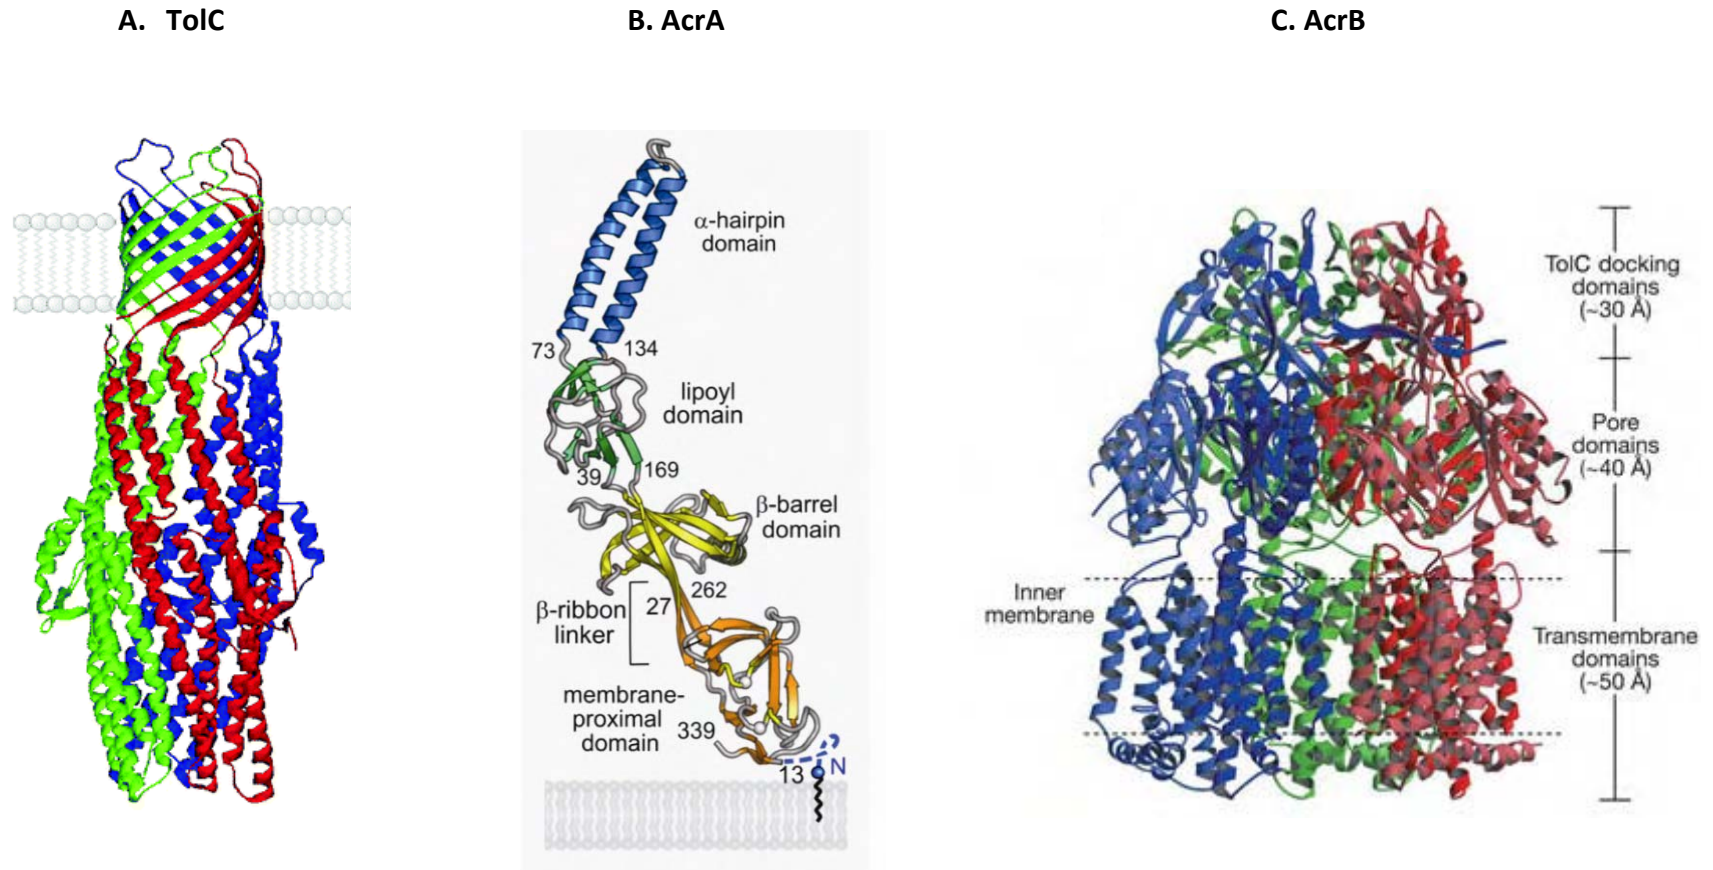 A. TolC
B. AcrA
C. AcrB
α-hairpin
domain
73
134
lipoyl
domain
39
169
β-barrel
domain
β-ribbon
linker
27
262
membrane-
proximal
domain
339
13
N
TolC docking
domains
(~30 Å)
Pore
domains
(~40 Å)
Inner
membrane
Transmembrane
domains
(~50 Å)